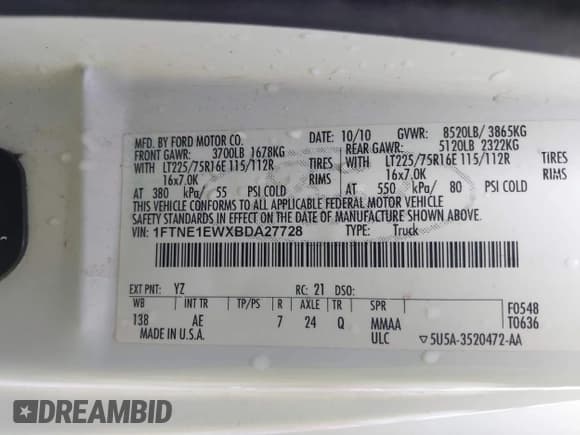 MFD. BY FORD MOTOR CO. DATE: 10/10 GVWR: 8520LB/ 3865KG
FRONT GAWR: 3700LB 1678KG REAR GAWR: 5120LB 2322KG
WITH LT225/75R16E 115/112R TIRES WITH LT225/75R16E 115/112R TIRES
16x7.0K RIMS 16x7.0K RIMS
AT 380 kPa/ 55 PSI COLD AT 550 kPa/ 80 PSI COLD
THIS VEHICLE CONFORMS TO ALL APPLICABLE FEDERAL MOTOR VEHICLE
SAFETY STANDARDS IN EFFECT ON THE DATE OF MANUFACTURE SHOWN ABOVE.
VIN: 1FTNE1EWXBDA27728 TYPE: Truck
EXT PNT: YZ RC: 21 DSO:
WB INT TR TP/PS R AXLE TR SPR F0548
138 AE 7 24 Q MMAA T0636
MADE IN U.S.A. ULC ▽5U5A-3520472-AA
DREAMBID